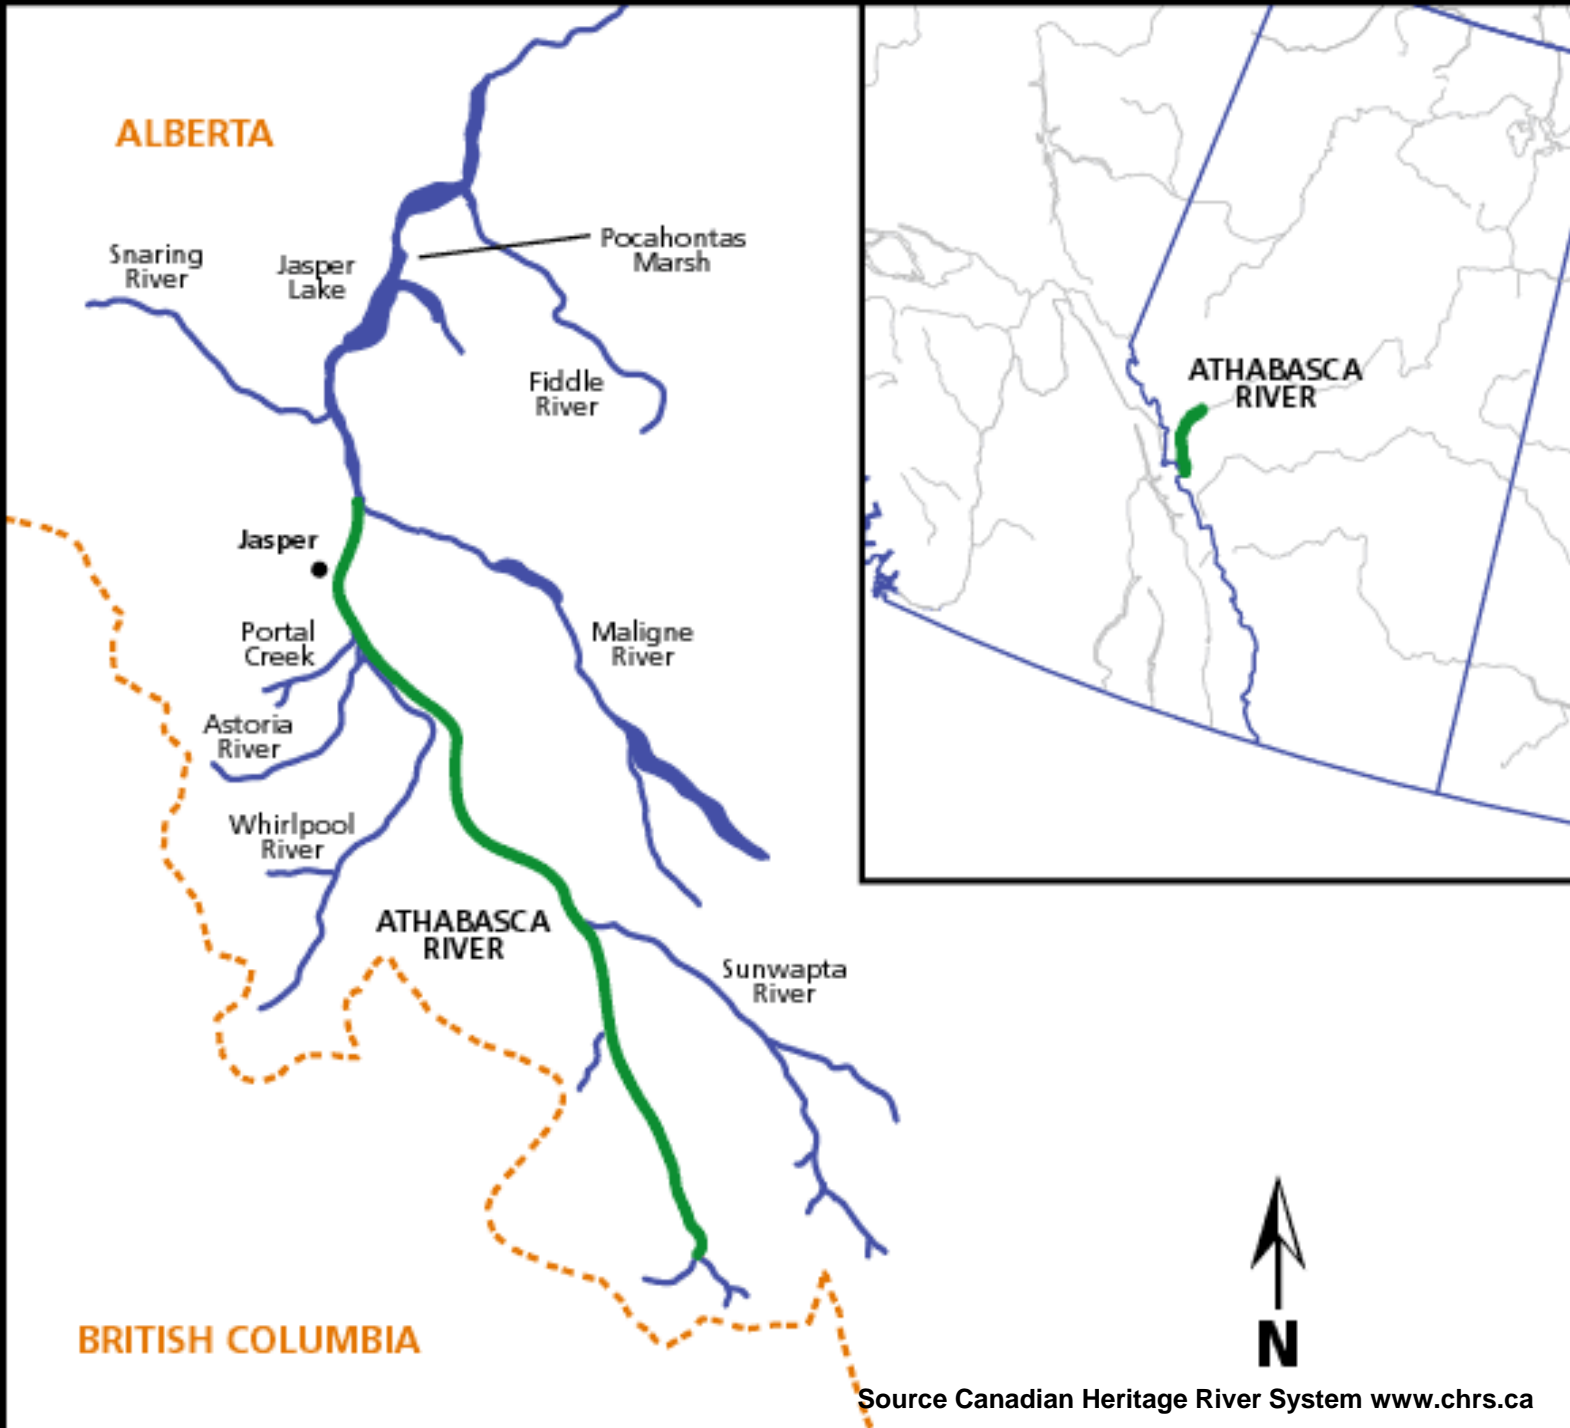 ALBERTA
Snaring
River
Jasper
Lake
Pocahontas
Marsh
Fiddle
River
Jasper
Portal
Creek
Maligne
River
Astoria
River
Whirlpool
River
ATHABASCA
RIVER
Sunwapta
River
BRITISH COLUMBIA
ATHABASCA
RIVER
N
Source Canadian Heritage River System www.chrs.ca